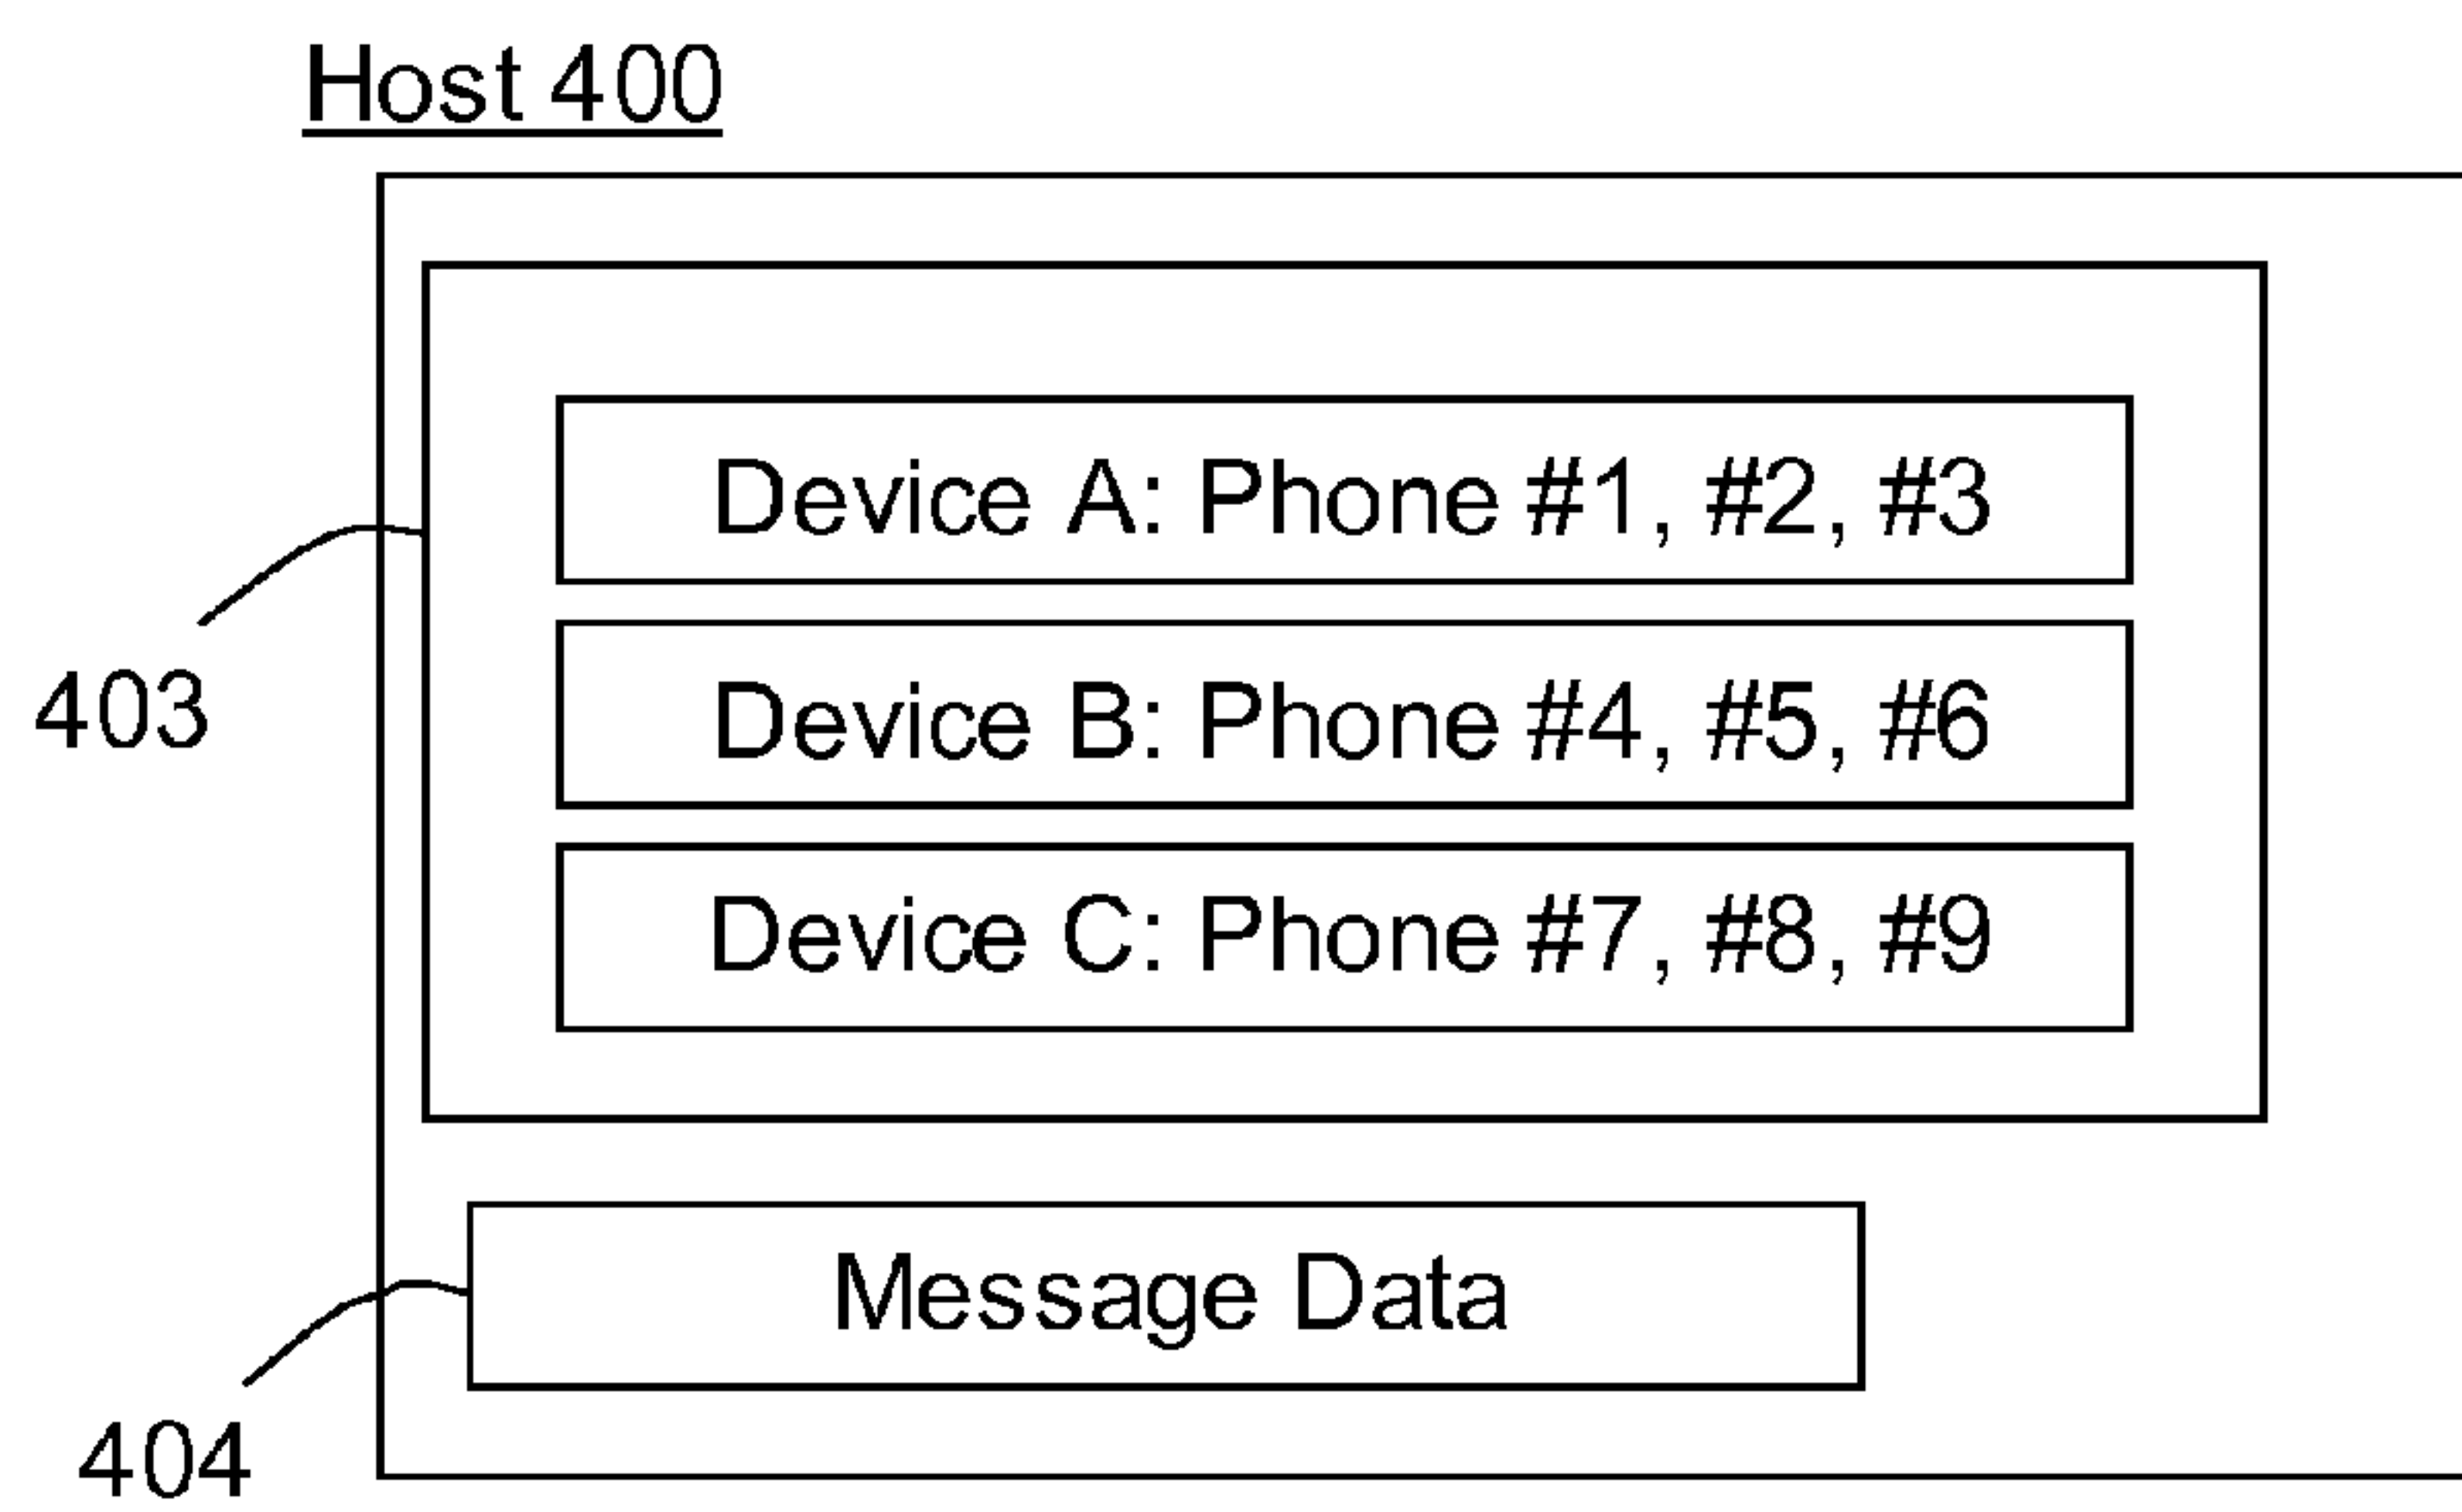 Host 400
Device A: Phone #1, #2, #3
403
Device B: Phone #4, #5, #6
Device C: Phone #7, #8, #9
Message Data
404